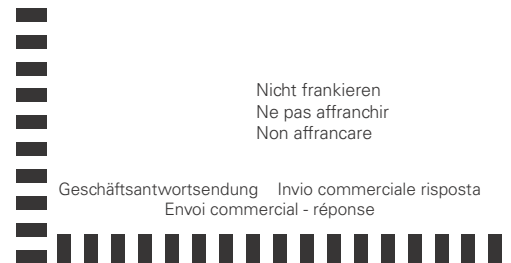 Nicht frankieren
Ne pas affranchir
Non affrancare
Geschäftsantwortsendung Invio commerciale risposta
Envoi commercial - réponse